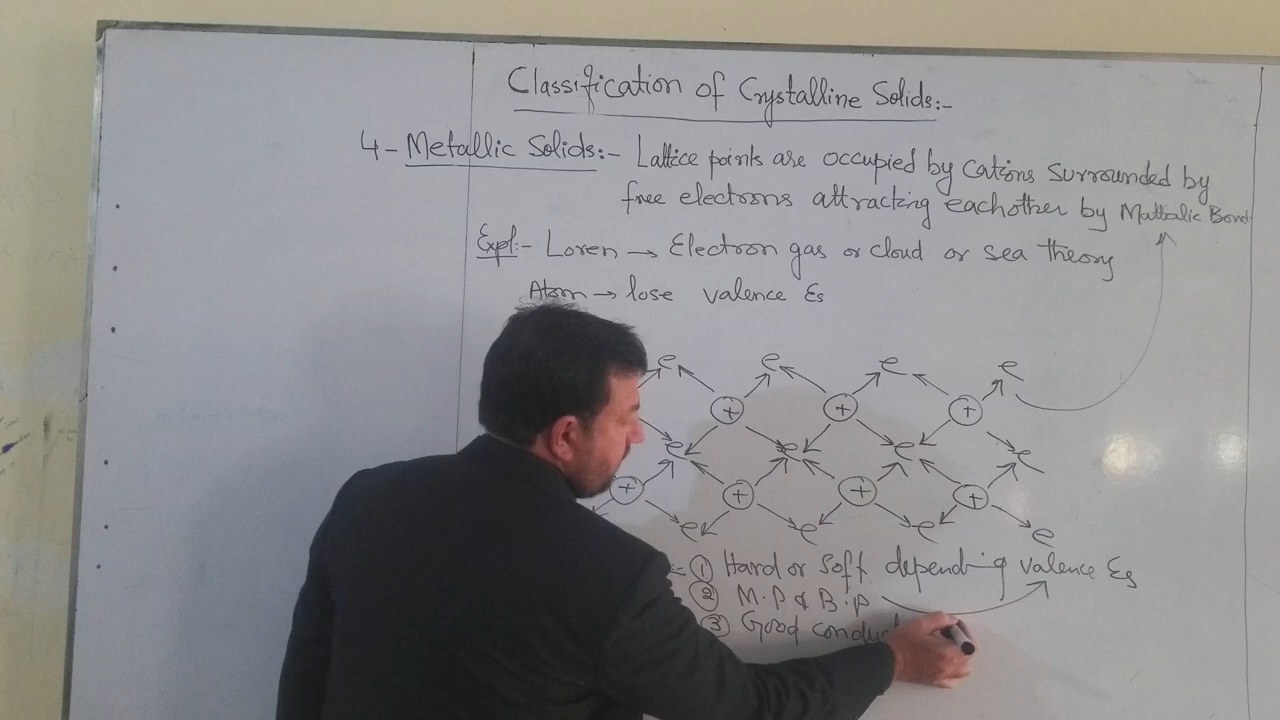 Classification of Crystalline Solids:-
4- Metallic Solids:- Lattice points are occupied by Cations Surrounded by
free electrons attracting eachother by Mattalic Bond
Expl:- Loren → Electron gas or cloud or sea theory
Atom → lose valence Es
e e e e
+ + +
e e e e
+ + + +
e e e e
① Hard or Soft depending valence Es
② M.P & B.P
③ Good conduct